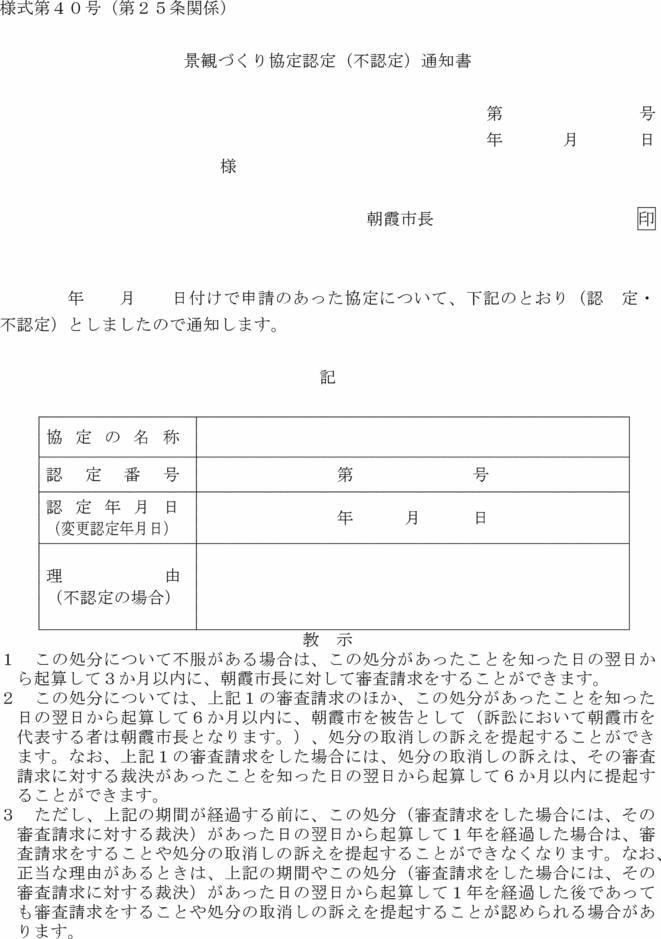 様式第４０号（第２５条関係）
景観づくり協定認定（不認定）通知書
第　　　　　　　　号
年　　　月　　　日
様
朝霞市長　　　　　　　　　　　　印
年　　月　　日付けで申請のあった協定について、下記のとおり（認　定・
不認定）としましたので通知します。
記
協定の名称
認定番号　　第　　　　　　　号
認定年月日
（変更認定年月日）　　年　　　月　　　日
理　　　　　　由
（不認定の場合）
教　示
１　この処分について不服がある場合は、この処分があったことを知った日の翌日か
ら起算して３か月以内に、朝霞市長に対して審査請求をすることができます。
２　この処分については、上記１の審査請求のほか、この処分があったことを知った
日の翌日から起算して６か月以内に、朝霞市を被告として（訴訟において朝霞市を
代表する者は朝霞市長となります。）、処分の取消しの訴えを提起することができ
ます。なお、上記１の審査請求をした場合には、処分の取消しの訴えは、その審査
請求に対する裁決があったことを知った日の翌日から起算して６か月以内に提起す
ることができます。
３　ただし、上記の期間が経過する前に、この処分（審査請求をした場合には、その
審査請求に対する裁決）があった日の翌日から起算して１年を経過した場合は、審
査請求をすることや処分の取消しの訴えを提起することができなくなります。なお、
正当な理由があるときは、上記の期間やこの処分（審査請求をした場合には、その
審査請求に対する裁決）があった日の翌日から起算して１年を経過した後であって
も審査請求をすることや処分の取消しの訴えを提起することが認められる場合があ
ります。